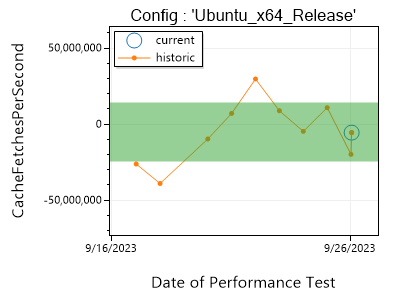 Config : 'Ubuntu_x64_Release'
current
historic
50,000,000
0
-50,000,000
CacheFetchesPerSecond
9/16/2023
9/26/2023
Date of Performance Test